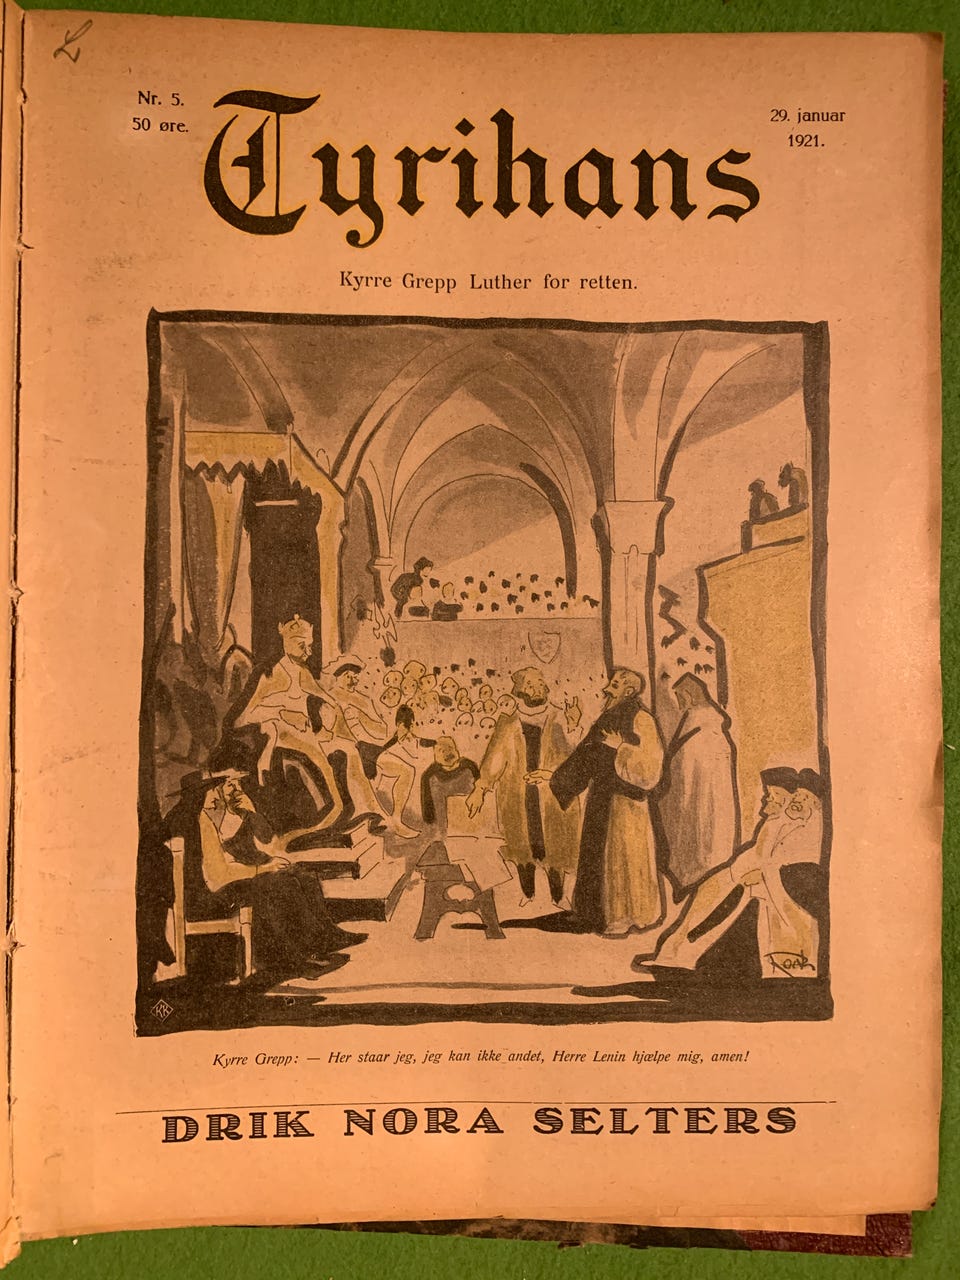 L
Nr. 5.
50 øre.
29. januar
1921.
Tyrihans
Kyrre Grepp Luther for retten.
ROAR
KK
Kyrre Grepp: — Her staar jeg, jeg kan ikke andet, Herre Lenin hjælpe mig, amen!
DRIK NORA SELTERS